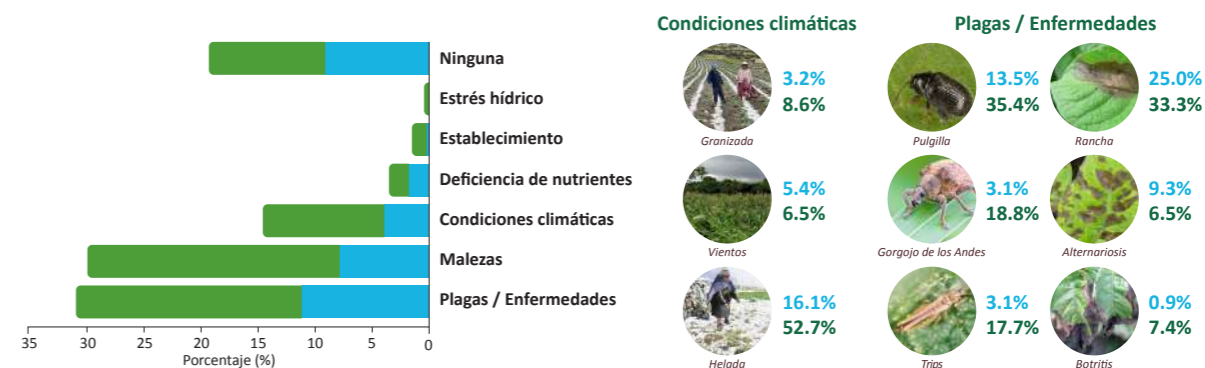 Ninguna
Estrés hídrico
Establecimiento
Deficiencia de nutrientes
Condiciones climáticas
Malezas
Plagas / Enfermedades
35 30 25 20 15 10 5 0
Porcentaje (%)
Condiciones climáticas
3.2%
8.6%
Granizada
5.4%
6.5%
Vientos
16.1%
52.7%
Helada
Plagas / Enfermedades
13.5%
35.4%
Pulgilla
25.0%
33.3%
Rancha
3.1%
18.8%
Gorgojo de los Andes
9.3%
6.5%
Alternariosis
3.1%
17.7%
Trips
0.9%
7.4%
Botritis